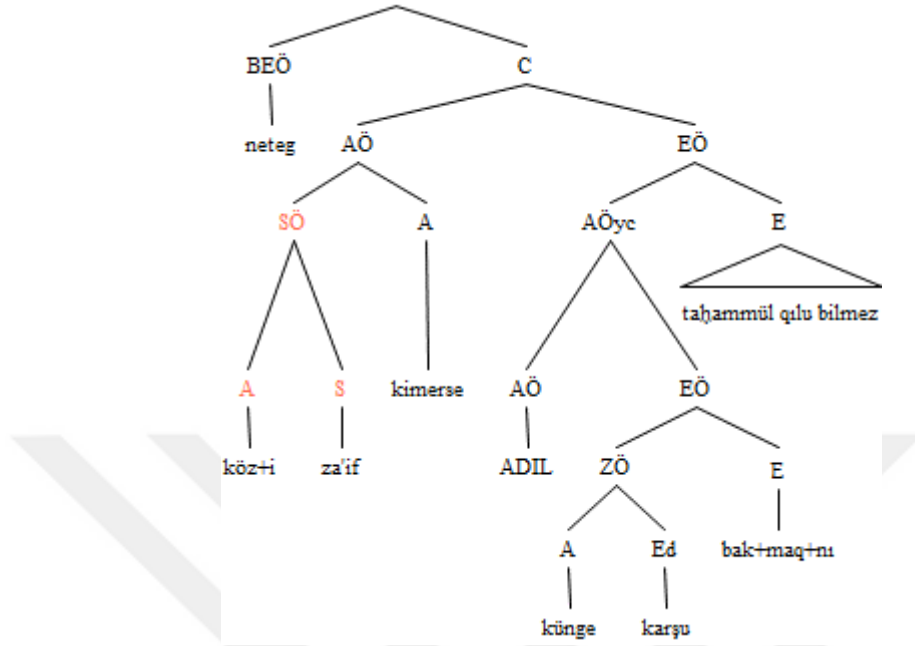 BEÖ C
neteg AÖ EÖ
SÖ A AÖyc E
taḥammül qılu bilmez
A S kimerse AÖ EÖ
köz+i za'if ADIL ZÖ E
A Ed bak+maq+nı
künge karşu